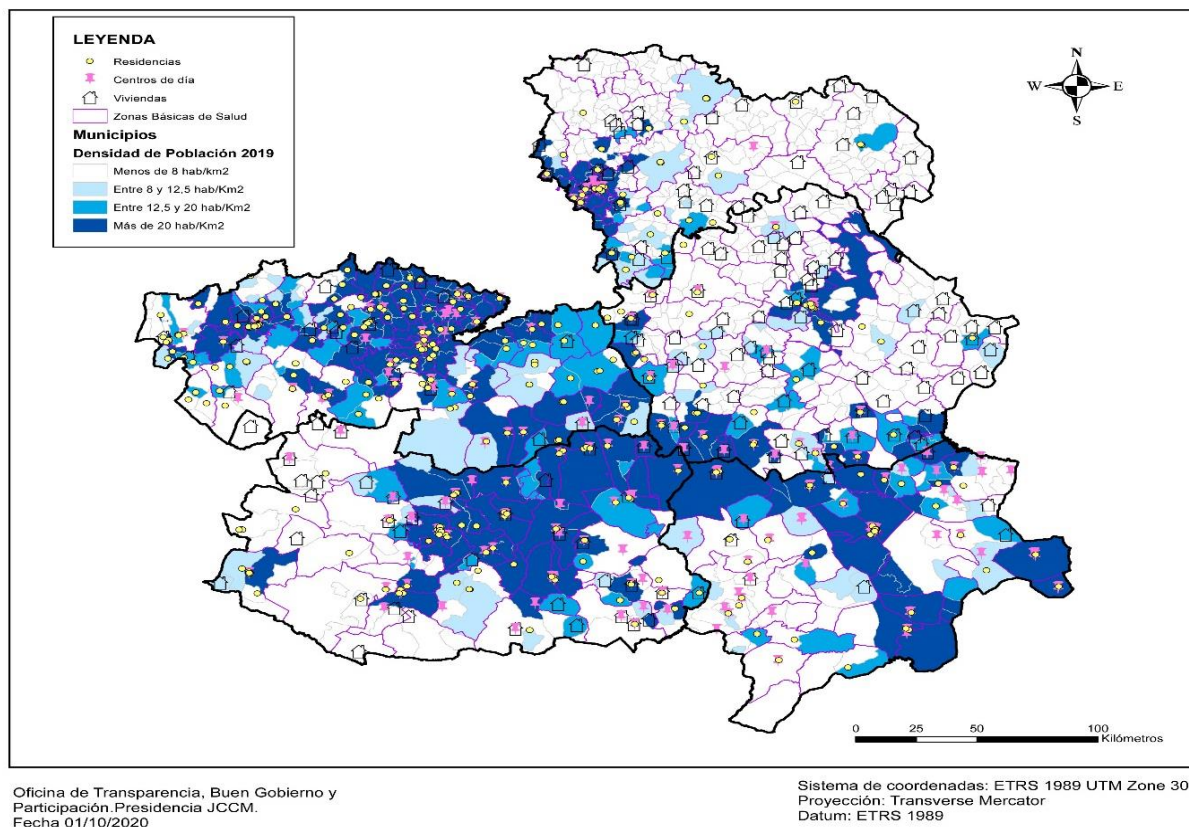 LEYENDA
Residencias
Centros de día
Viviendas
Zonas Básicas de Salud
Municipios
Densidad de Población 2019
Menos de 8 hab/km2
Entre 8 y 12,5 hab/Km2
Entre 12,5 y 20 hab/Km2
Más de 20 hab/Km2
N
W E
S
0 25 50 100
Kilómetros
Oficina de Transparencia, Buen Gobierno y
Participación.Presidencia JCCM.
Fecha 01/10/2020
Sistema de coordenadas: ETRS 1989 UTM Zone 30
Proyección: Transverse Mercator
Datum: ETRS 1989